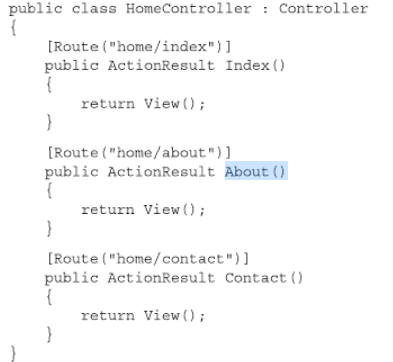 public class HomeController : Controller
{
    [Route("home/index")]
    public ActionResult Index()
    {
        return View();
    }
    [Route("home/about")]
    public ActionResult About()
    {
        return View();
    }
    [Route("home/contact")]
    public ActionResult Contact()
    {
        return View();
    }
}